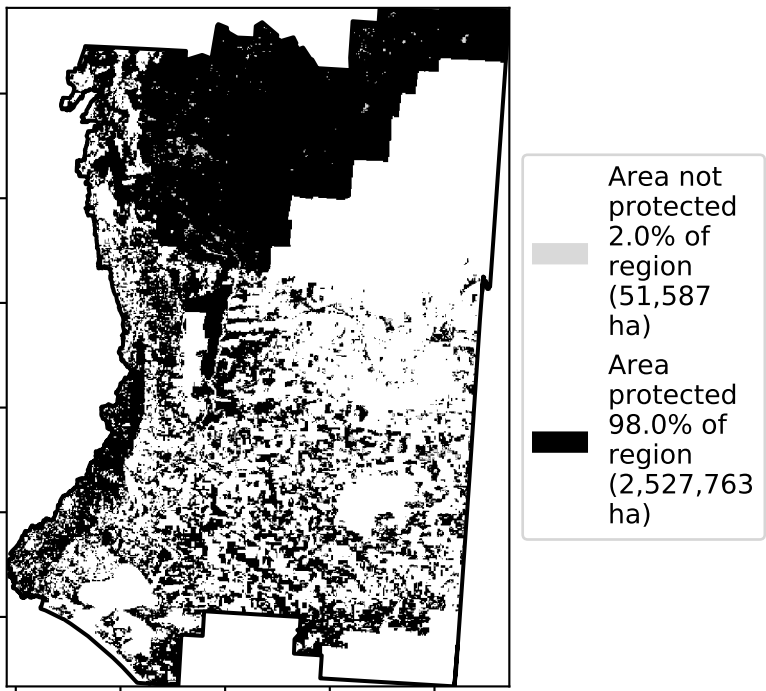 Area not
protected
2.0% of
region
(51,587
ha)
Area
protected
98.0% of
region
(2,527,763
ha)